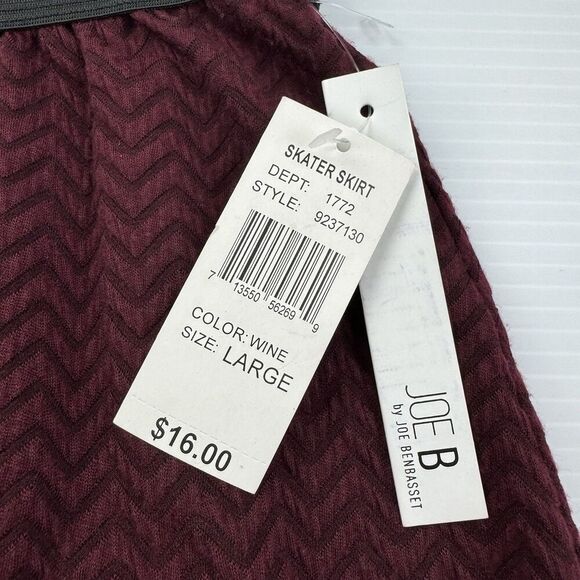 SKATER SKIRT
DEPT: 1772
STYLE: 9237130
7 13550 56269 9
COLOR: WINE
SIZE: LARGE
$16.00
JOE B
by JOE BENBASSET